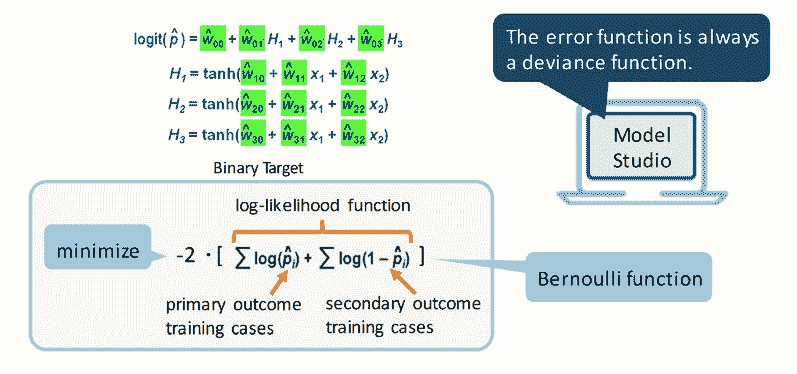 logit(p̂) = ŵ₀₀ + ŵ₀₁ H₁ + ŵ₀₂ H₂ + ŵ₀₃ H₃
H₁ = tanh(ŵ₁₀ + ŵ₁₁ x₁ + ŵ₁₂ x₂)
H₂ = tanh(ŵ₂₀ + ŵ₂₁ x₁ + ŵ₂₂ x₂)
H₃ = tanh(ŵ₃₀ + ŵ₃₁ x₁ + ŵ₃₂ x₂)
The error function is always
a deviance function.
Model
Studio
Binary Target
log-likelihood function
minimize
-2 · [ ∑ log(p̂ᵢ) + ∑ log(1 – p̂ᵢ) ]
Bernoulli function
primary outcome
training cases
secondary outcome
training cases